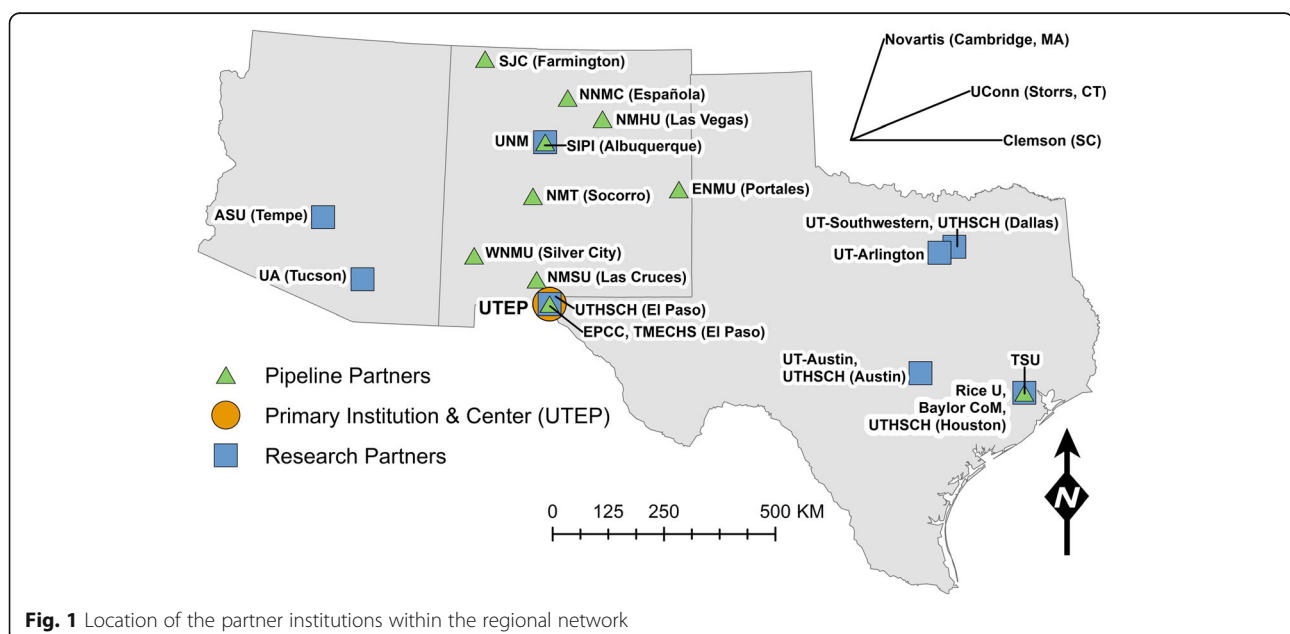 Novartis (Cambridge, MA)
SJC (Farmington)
UConn (Storrs, CT)
NNMC (Española)
NMHU (Las Vegas)
UNM
SIPI (Albuquerque)
Clemson (SC)
ENMU (Portales)
NMT (Socorro)
ASU (Tempe)
UT-Southwestern, UTHSCH (Dallas)
UT-Arlington
WNMU (Silver City)
UA (Tucson)
NMSU (Las Cruces)
UTEP
UTHSCH (El Paso)
EPCC, TMECHS (El Paso)
UT-Austin,
UTHSCH (Austin)
TSU
Rice U,
Baylor CoM,
UTHSCH (Houston)
Pipeline Partners
Primary Institution & Center (UTEP)
Research Partners
0 125 250 500 KM
N
Fig. 1 Location of the partner institutions within the regional network